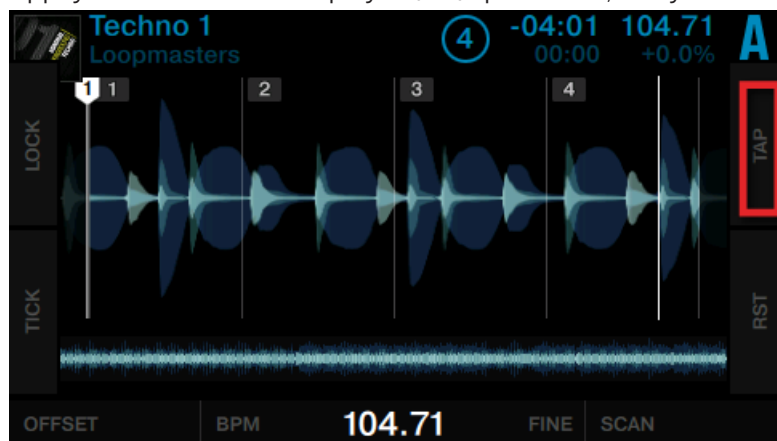 Techno 1
Loopmasters
4
-04:01
00:00
104.71
+0.0%
A
LOCK
TICK
1 1 2 3 4
TAP
RST
OFFSET
BPM 104.71 FINE
SCAN